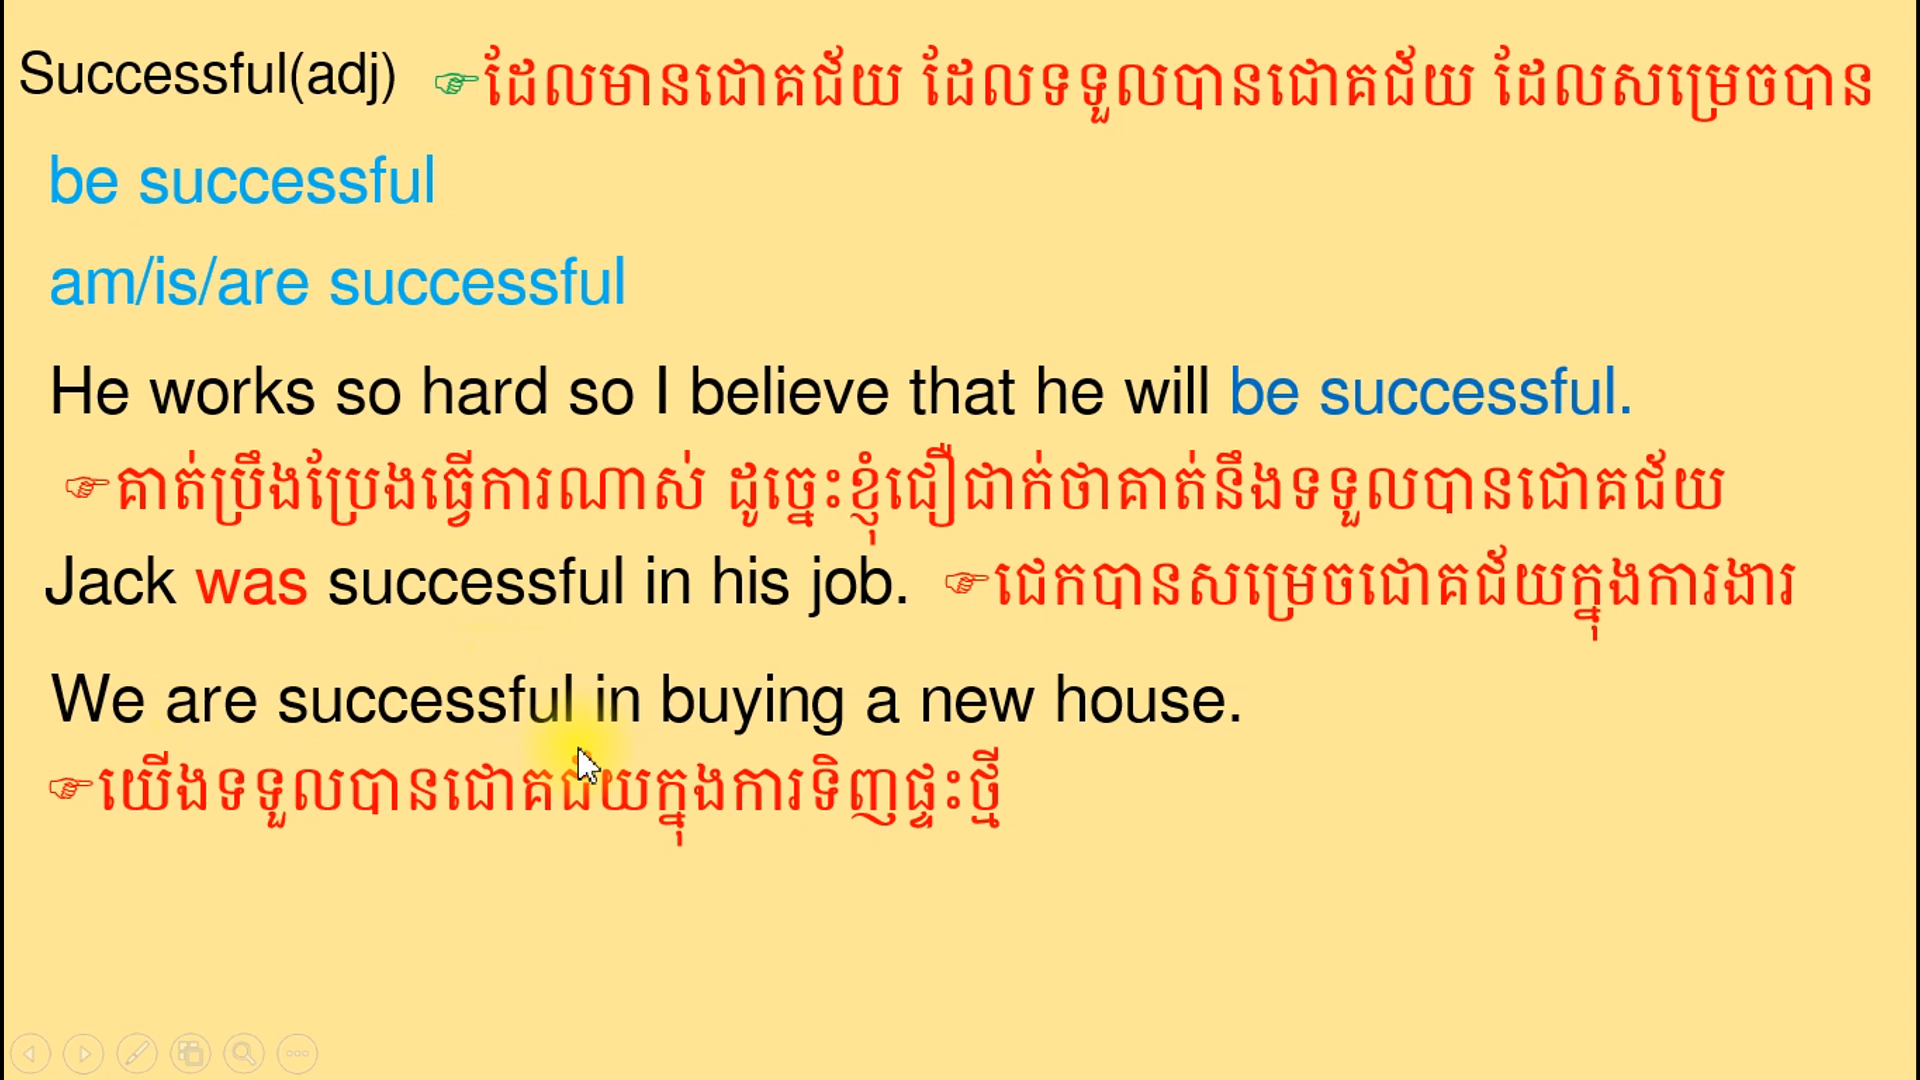 Successful(adj) ☞ដែលមានជោគជ័យ ដែលទទួលបានជោគជ័យ ដែលសម្រេចបាន
be successful
am/is/are successful
He works so hard so I believe that he will be successful.
☞គាត់ប្រឹងប្រែងធ្វើការណាស់ ដូច្នេះខ្ញុំជឿជាក់ថាគាត់នឹងទទួលបានជោគជ័យ
Jack was successful in his job. ☞ជេកបានសម្រេចជោគជ័យក្នុងការងារ
We are successful in buying a new house.
☞យើងទទួលបានជោគជ័យក្នុងការទិញផ្ទះថ្មី